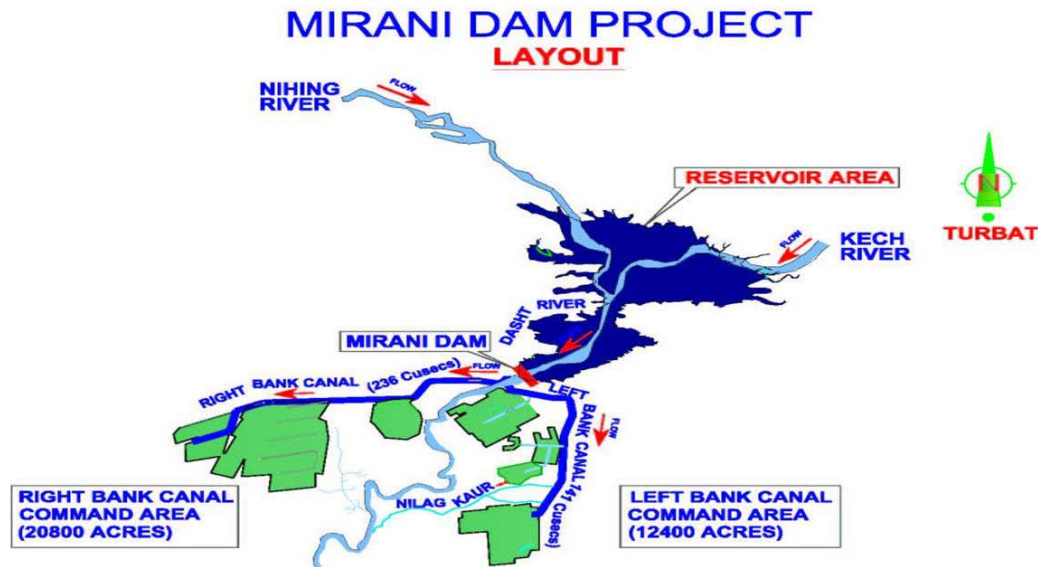 MIRANI DAM PROJECT
LAYOUT
NIHING
RIVER
FLOW
RESERVOIR AREA
N
TURBAT
KECH
RIVER
FLOW
DASHT RIVER
MIRANI DAM
FLOW
RIGHT BANK CANAL (236 Cusecs)
LEFT BANK CANAL 141 Cusecs)
FLOW
NILAG KAUR
RIGHT BANK CANAL
COMMAND AREA
(20800 ACRES)
LEFT BANK CANAL
COMMAND AREA
(12400 ACRES)